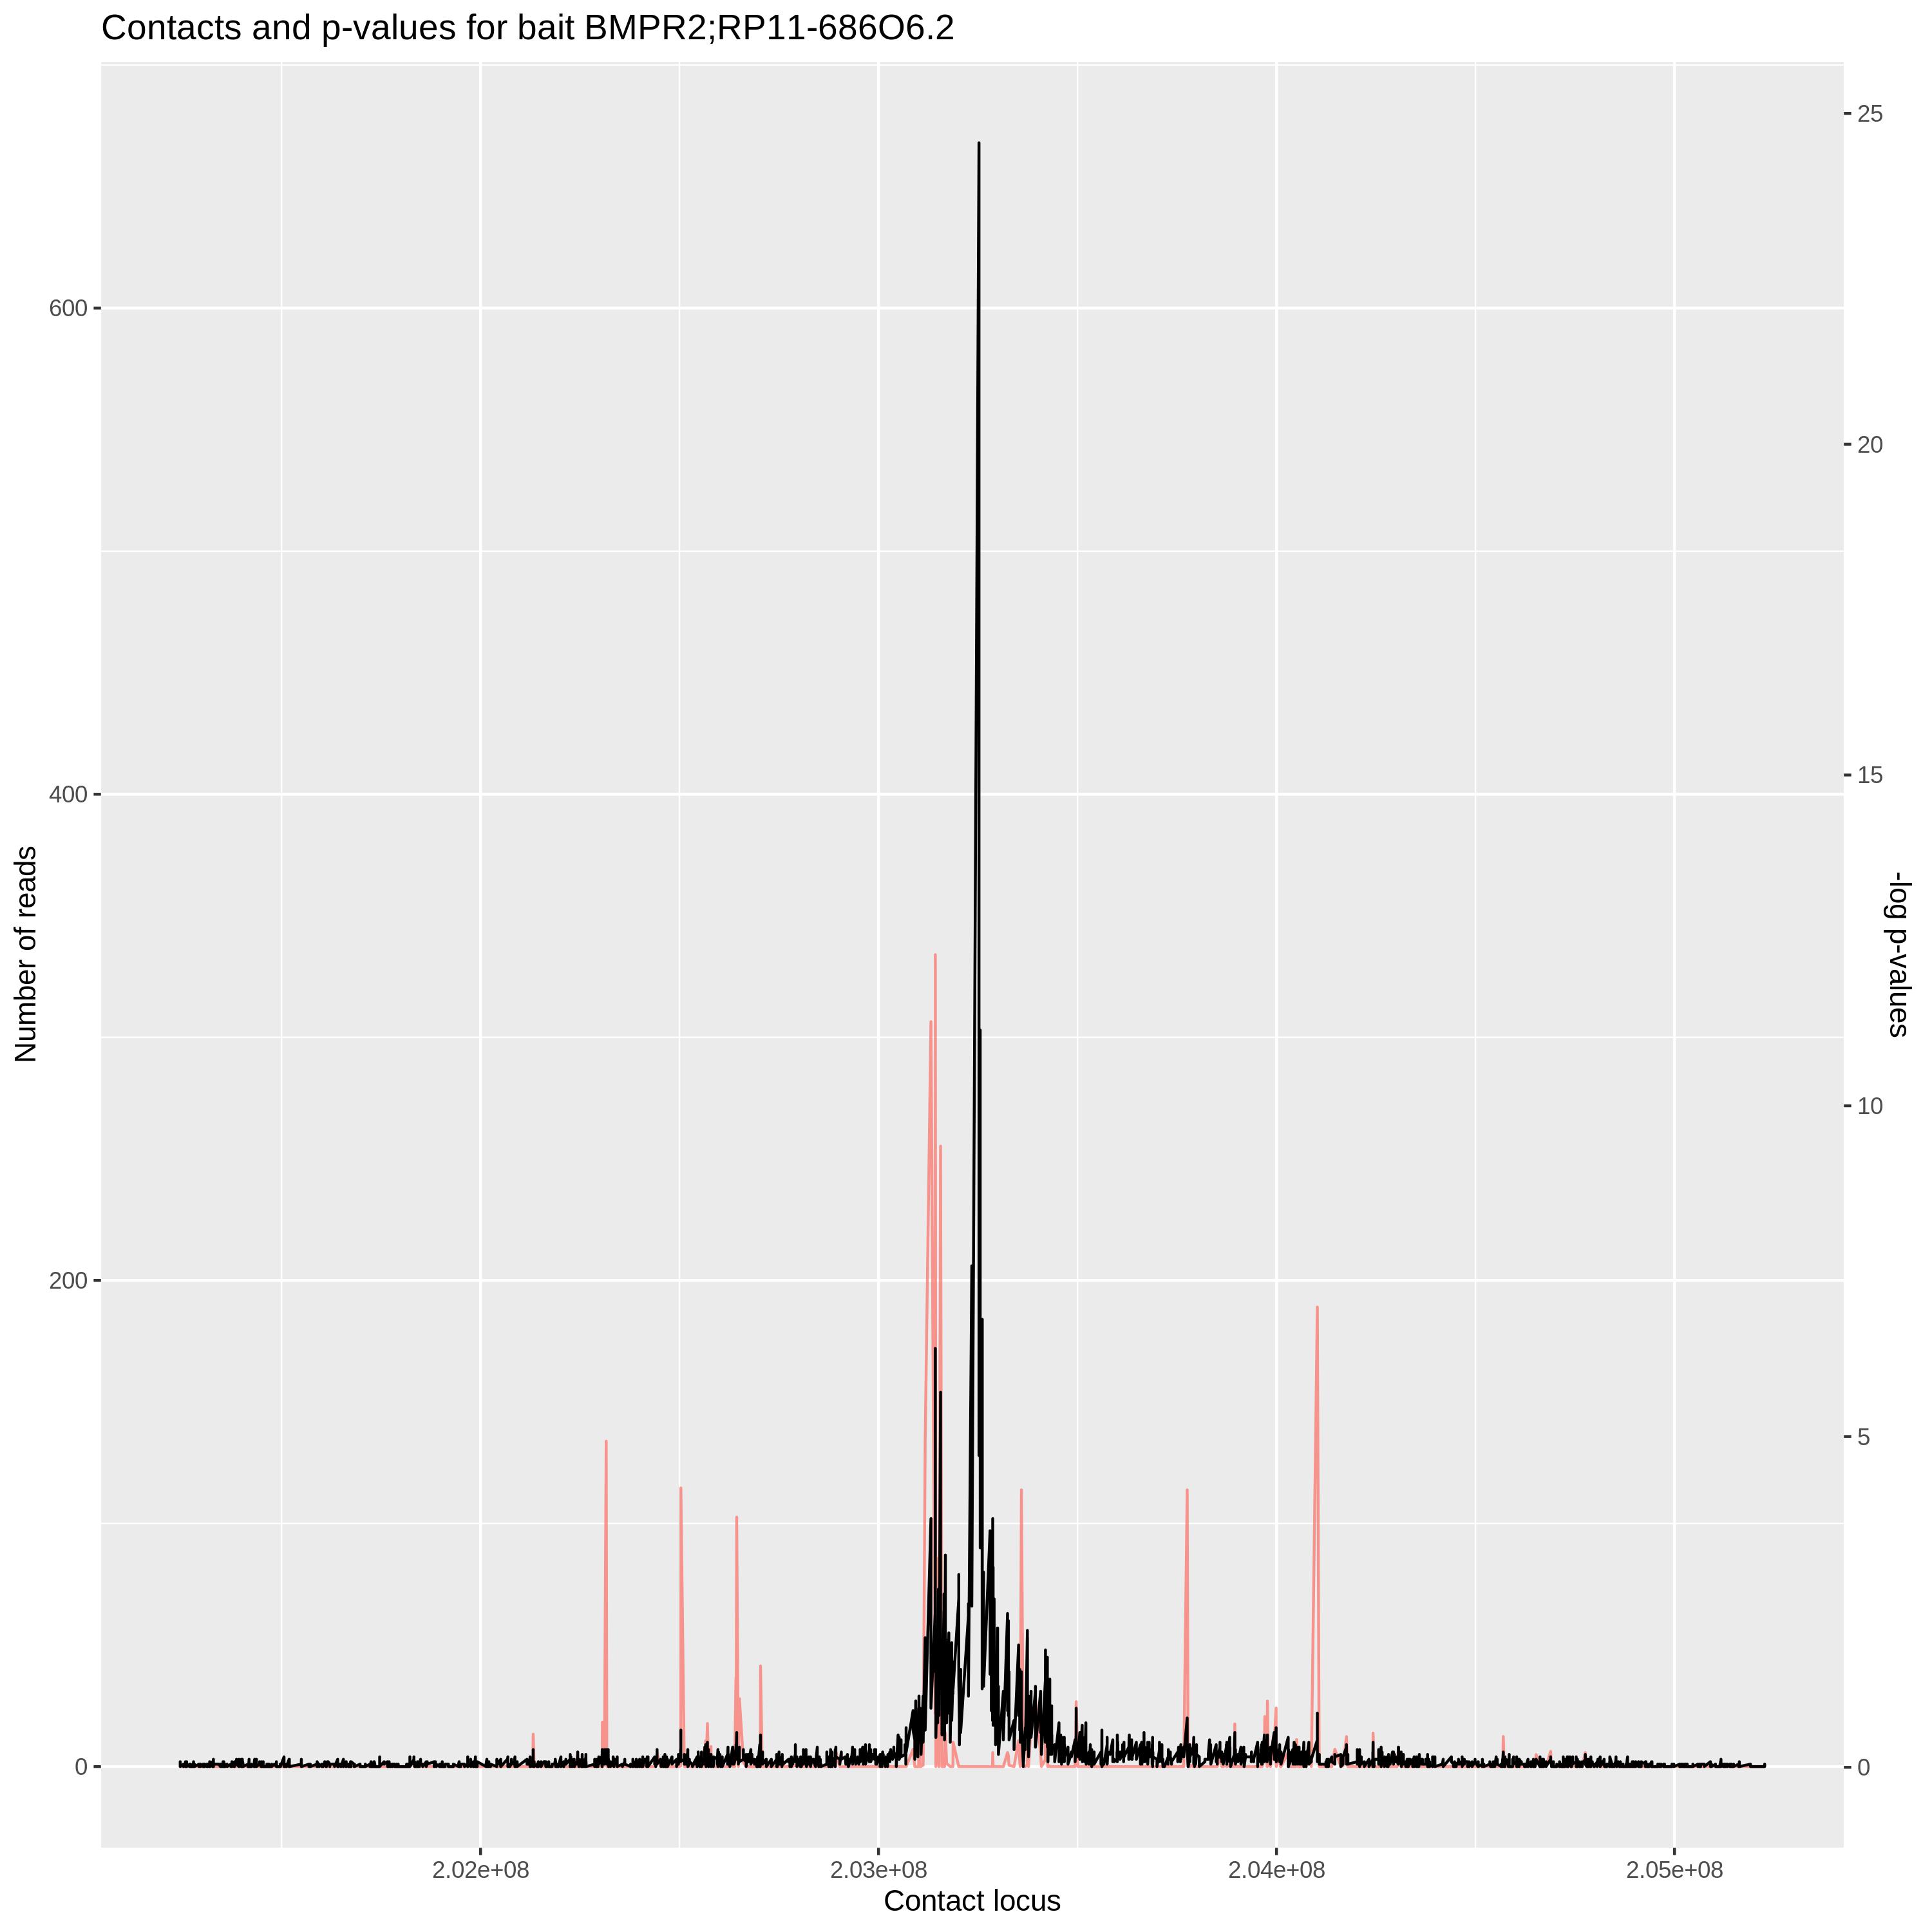 Contacts and p-values for bait BMPR2;RP11-686O6.2
600
400
200
0
Number of reads
25
20
15
10
5
0
-log p-values
2.02e+08
2.03e+08
2.04e+08
2.05e+08
Contact locus